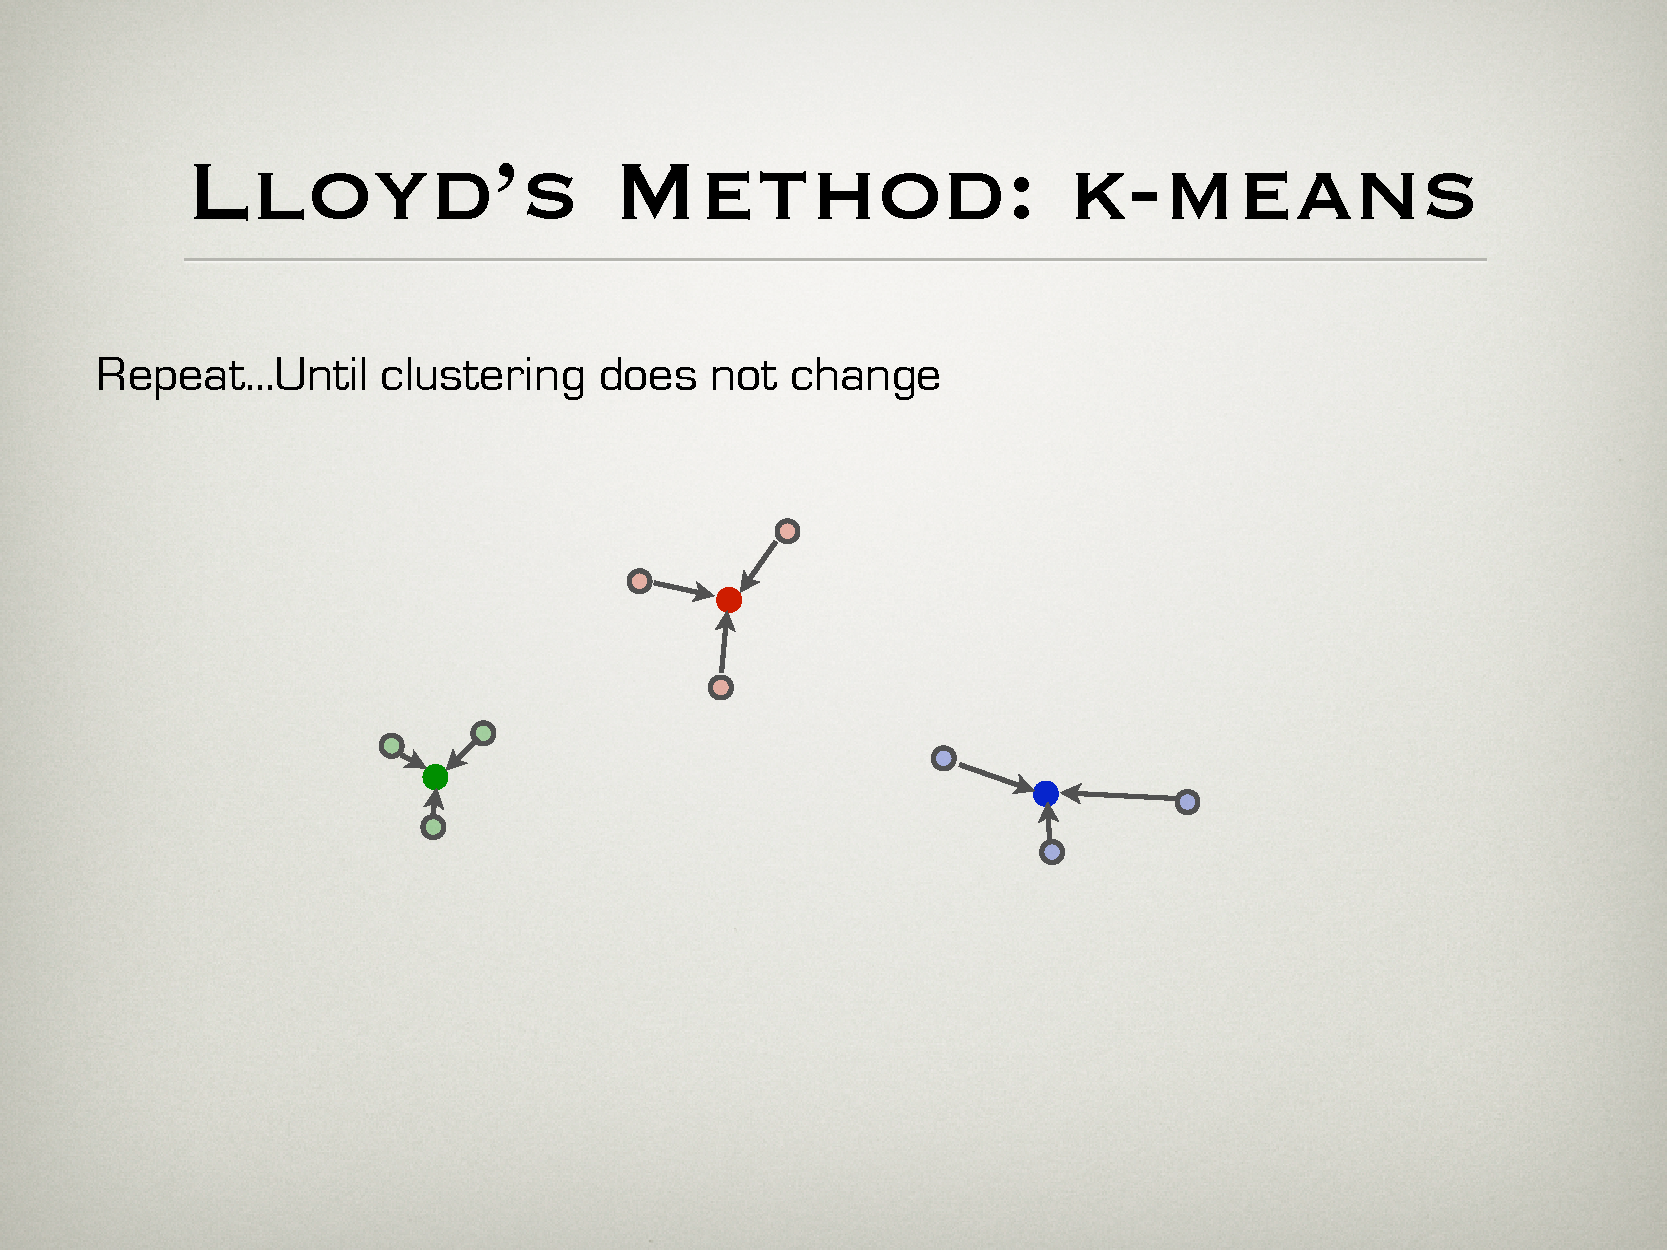 Lloyd's Method: k-means
Repeat...Until clustering does not change